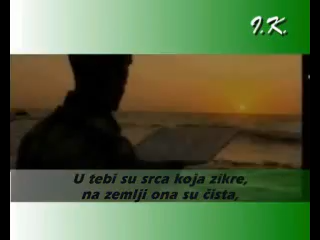 I.K.
U tebi su srca koja zikre,
na zemlji ona su čista,